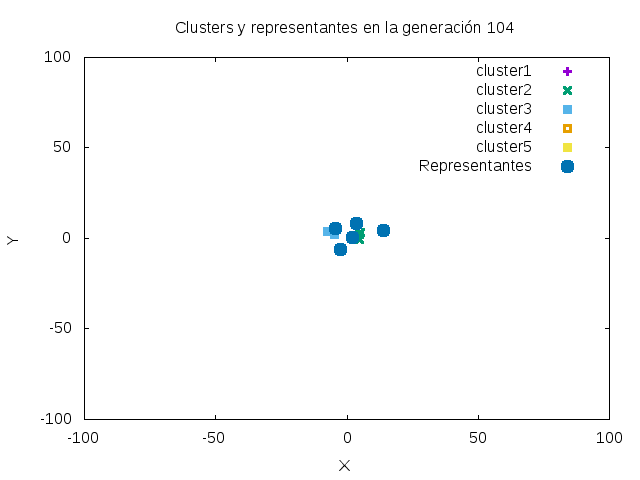 Clusters y representantes en la generación 104
cluster1
cluster2
cluster3
cluster4
cluster5
Representantes
100
50
0
-50
-100
-100
-50
0
50
100
Y
X